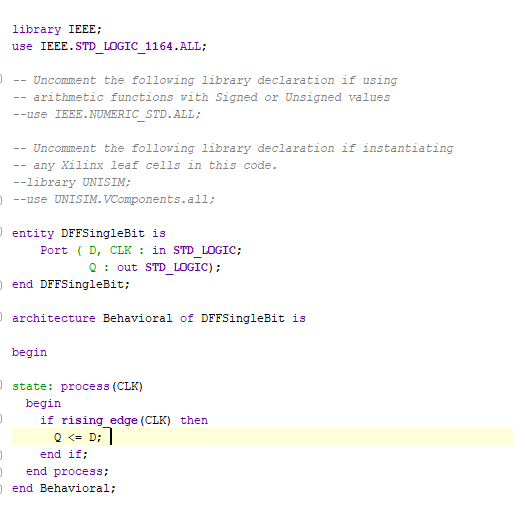 library IEEE;
use IEEE.STD_LOGIC_1164.ALL;
-- Uncomment the following library declaration if using
-- arithmetic functions with Signed or Unsigned values
--use IEEE.NUMERIC_STD.ALL;
-- Uncomment the following library declaration if instantiating
-- any Xilinx leaf cells in this code.
--library UNISIM;
--use UNISIM.VComponents.all;
entity DFFSingleBit is
    Port ( D, CLK : in STD_LOGIC;
           Q : out STD_LOGIC);
end DFFSingleBit;
architecture Behavioral of DFFSingleBit is
begin
state: process(CLK)
  begin
    if rising_edge(CLK) then
      Q <= D;
    end if;
  end process;
end Behavioral;